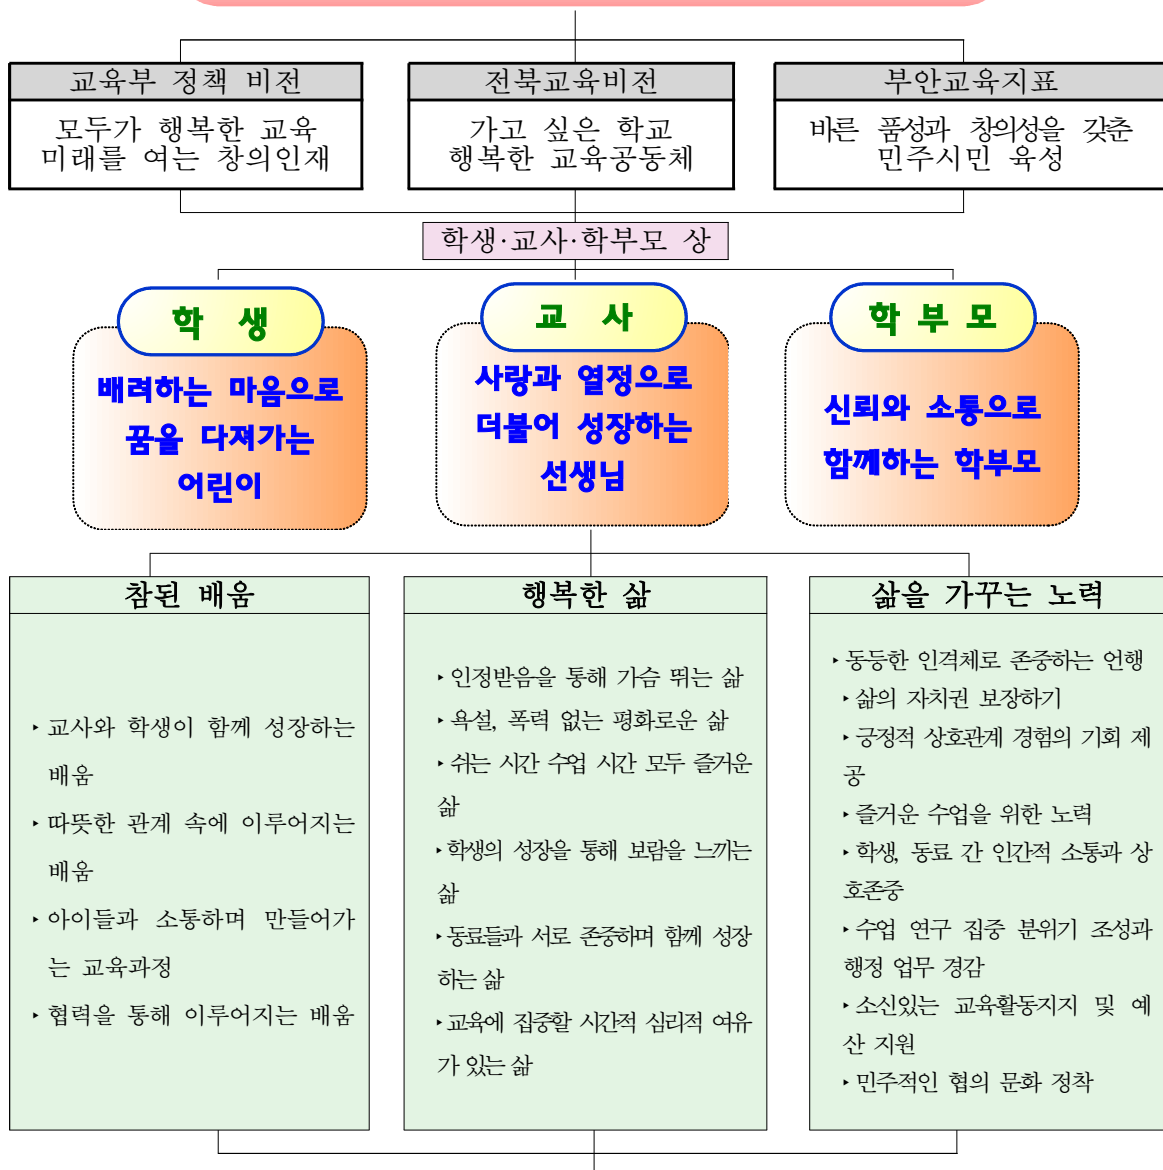 교육부 정책 비전
모두가 행복한 교육
미래를 여는 창의인재
전북교육비전
가고 싶은 학교
행복한 교육공동체
부안교육지표
바른 품성과 창의성을 갖춘
민주시민 육성
학생·교사·학부모 상
학 생
배려하는 마음으로
꿈을 다져가는
어린이
교 사
사랑과 열정으로
더불어 성장하는
선생님
학 부 모
신뢰와 소통으로
함께하는 학부모
참된 배움
‣ 교사와 학생이 함께 성장하는
배움
‣ 따뜻한 관계 속에 이루어지는
배움
‣ 아이들과 소통하며 만들어가
는 교육과정
‣ 협력을 통해 이루어지는 배움
행복한 삶
‣ 인정받음을 통해 가슴 뛰는 삶
‣ 욕설, 폭력 없는 평화로운 삶
‣ 쉬는 시간 수업 시간 모두 즐거운
삶
‣ 학생의 성장을 통해 보람을 느끼는
삶
‣ 동료들과 서로 존중하며 함께 성장
하는 삶
‣ 교육에 집중할 시간적 심리적 여유
가 있는 삶
삶을 가꾸는 노력
‣ 동등한 인격체로 존중하는 언행
‣ 삶의 자치권 보장하기
‣ 긍정적 상호관계 경험의 기회 제
공
‣ 즐거운 수업을 위한 노력
‣ 학생, 동료 간 인간적 소통과 상
호존중
‣ 수업 연구 집중 분위기 조성과
행정 업무 경감
‣ 소신있는 교육활동지지 및 예
산 지원
‣ 민주적인 협의 문화 정착